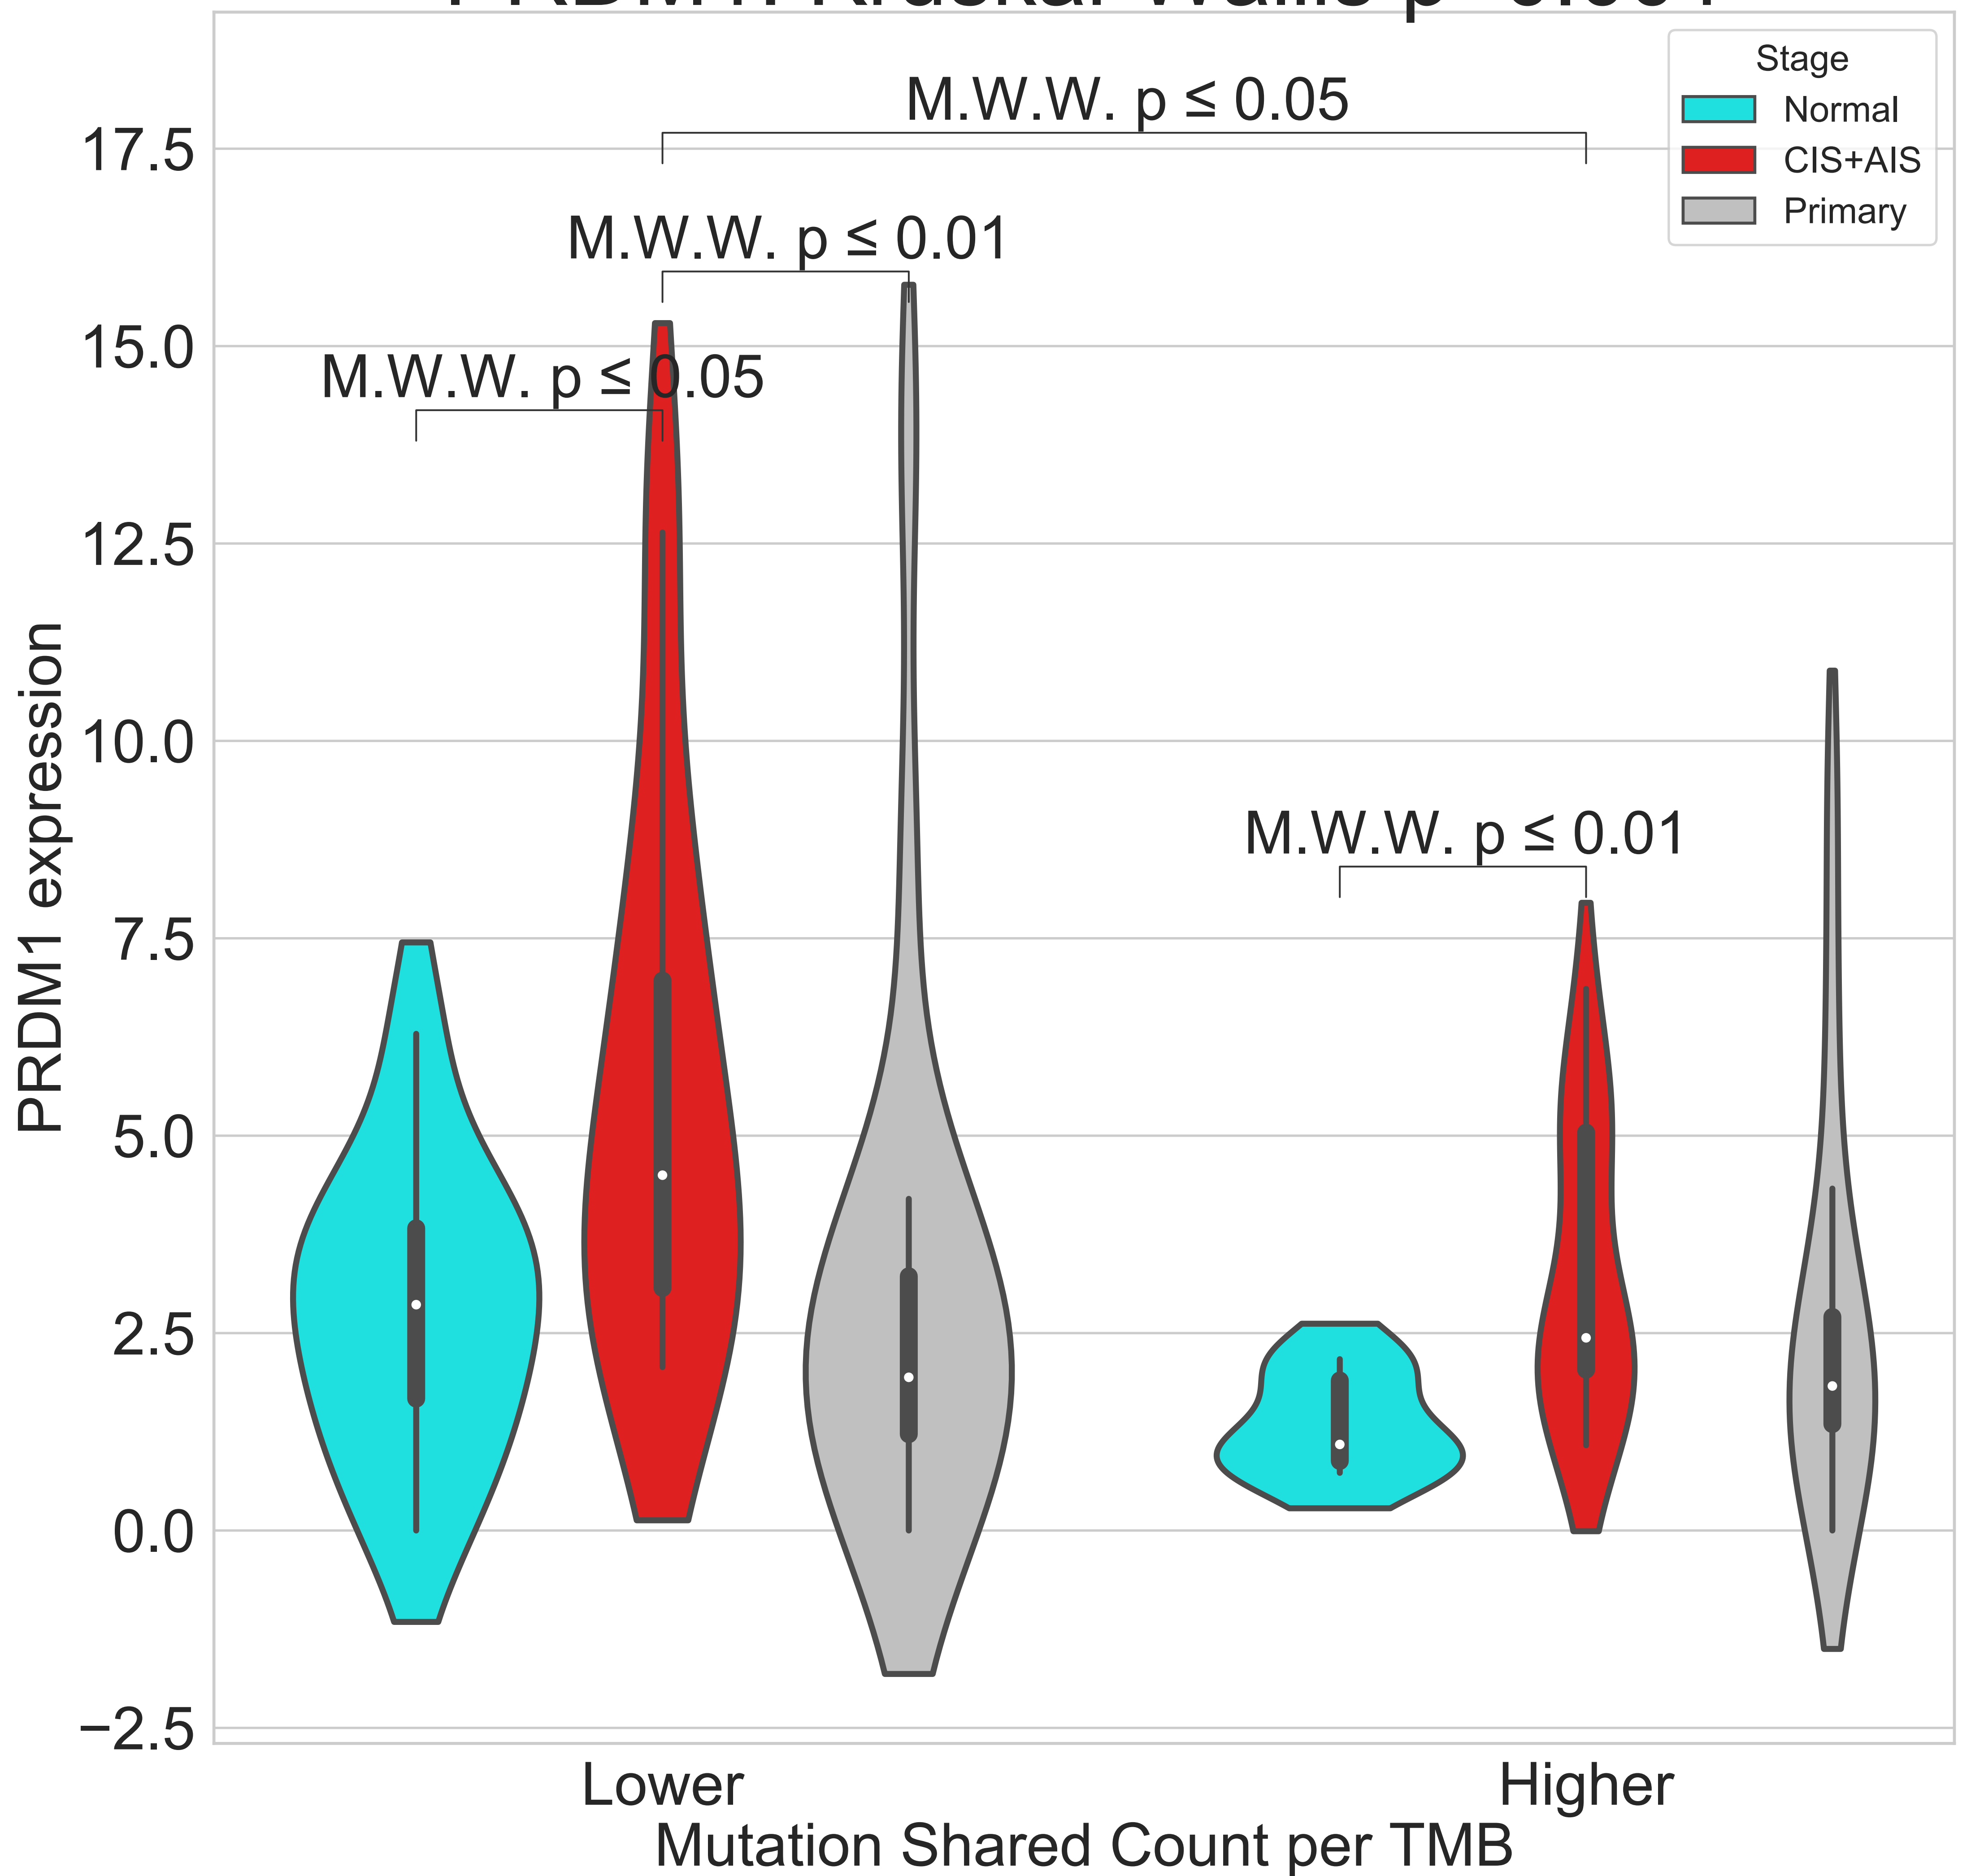 Stage
Normal
CIS+AIS
Primary
M.W.W. p ≤ 0.05
M.W.W. p ≤ 0.01
M.W.W. p ≤ 0.05
M.W.W. p ≤ 0.01
17.5
15.0
12.5
10.0
7.5
5.0
2.5
0.0
−2.5
PRDM1 expression
Lower
Higher
Mutation Shared Count per TMB